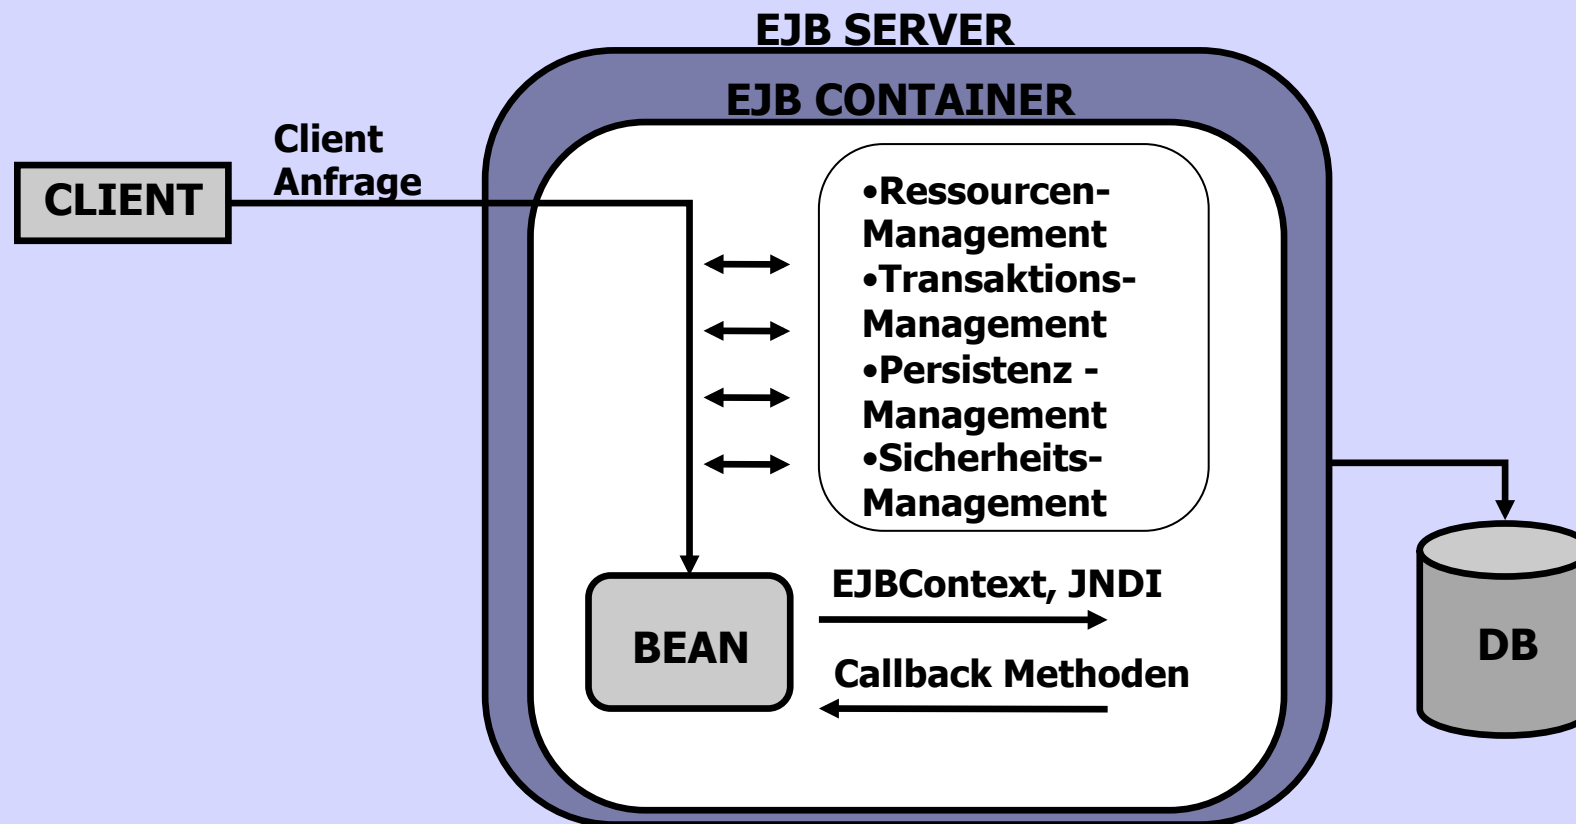 EJB SERVER
EJB CONTAINER
Client
Anfrage
CLIENT
•Ressourcen-
Management
•Transaktions-
Management
•Persistenz -
Management
•Sicherheits-
Management
EJBContext, JNDI
BEAN
Callback Methoden
DB